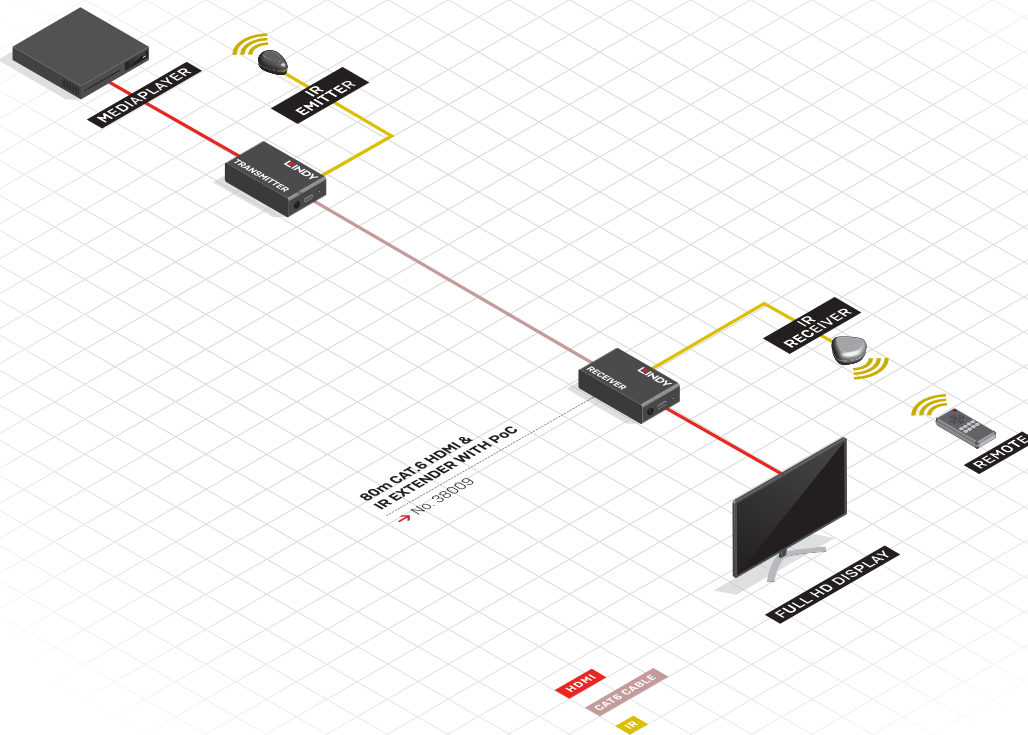 MEDIAPLAYER
IR
EMITTER
LINDY
TRANSMITTER
IR
RECEIVER
LINDY
RECEIVER
REMOTE
80m CAT.6 HDMI &
IR EXTENDER WITH PoC
No.38009
FULL HD DISPLAY
HDMI
CAT6 CABLE
IR